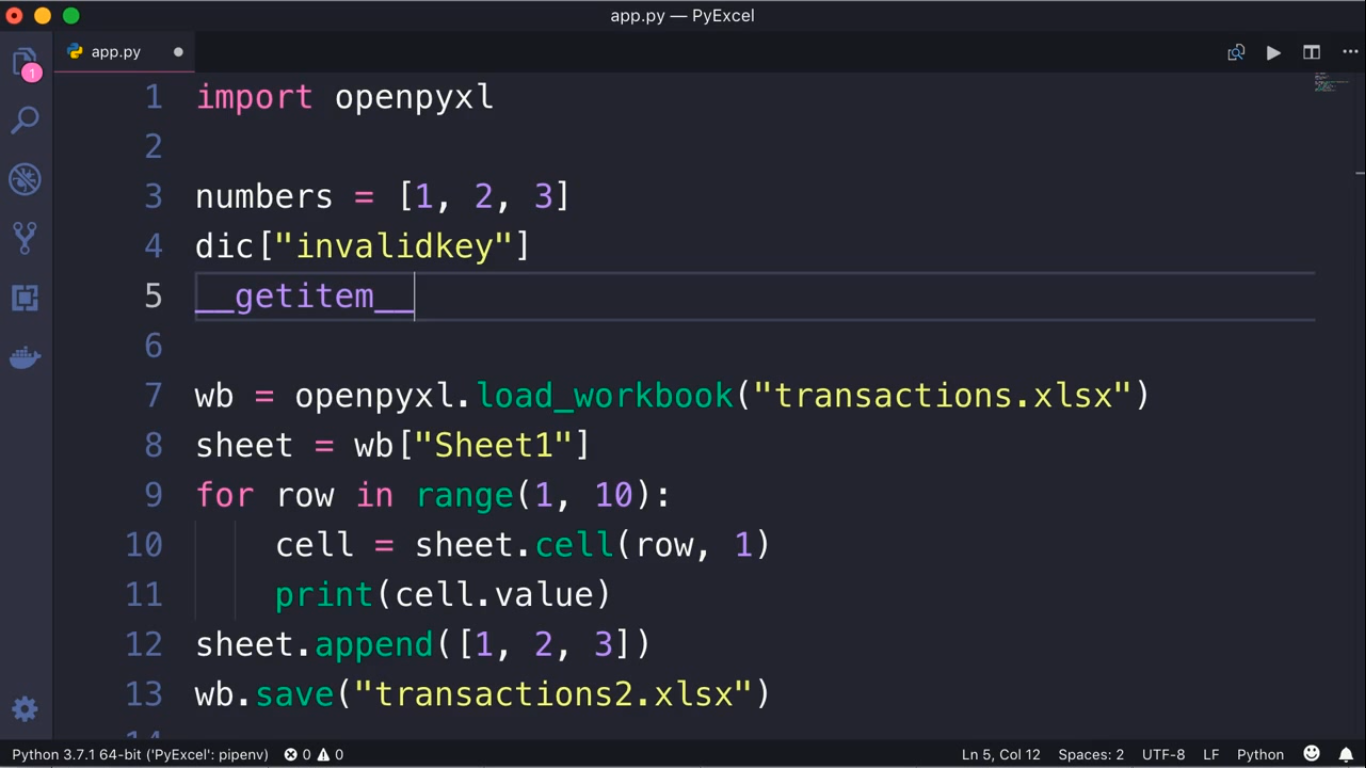 app.py — PyExcel
app.py
1
1 import openpyxl
2
3 numbers = [1, 2, 3]
4 dic["invalidkey"]
5 __getitem__
6
7 wb = openpyxl.load_workbook("transactions.xlsx")
8 sheet = wb["Sheet1"]
9 for row in range(1, 10):
10     cell = sheet.cell(row, 1)
11     print(cell.value)
12 sheet.append([1, 2, 3])
13 wb.save("transactions2.xlsx")
14
Python 3.7.1 64-bit ('PyExcel': pipenv) 0 0 Ln 5, Col 12 Spaces: 2 UTF-8 LF Python